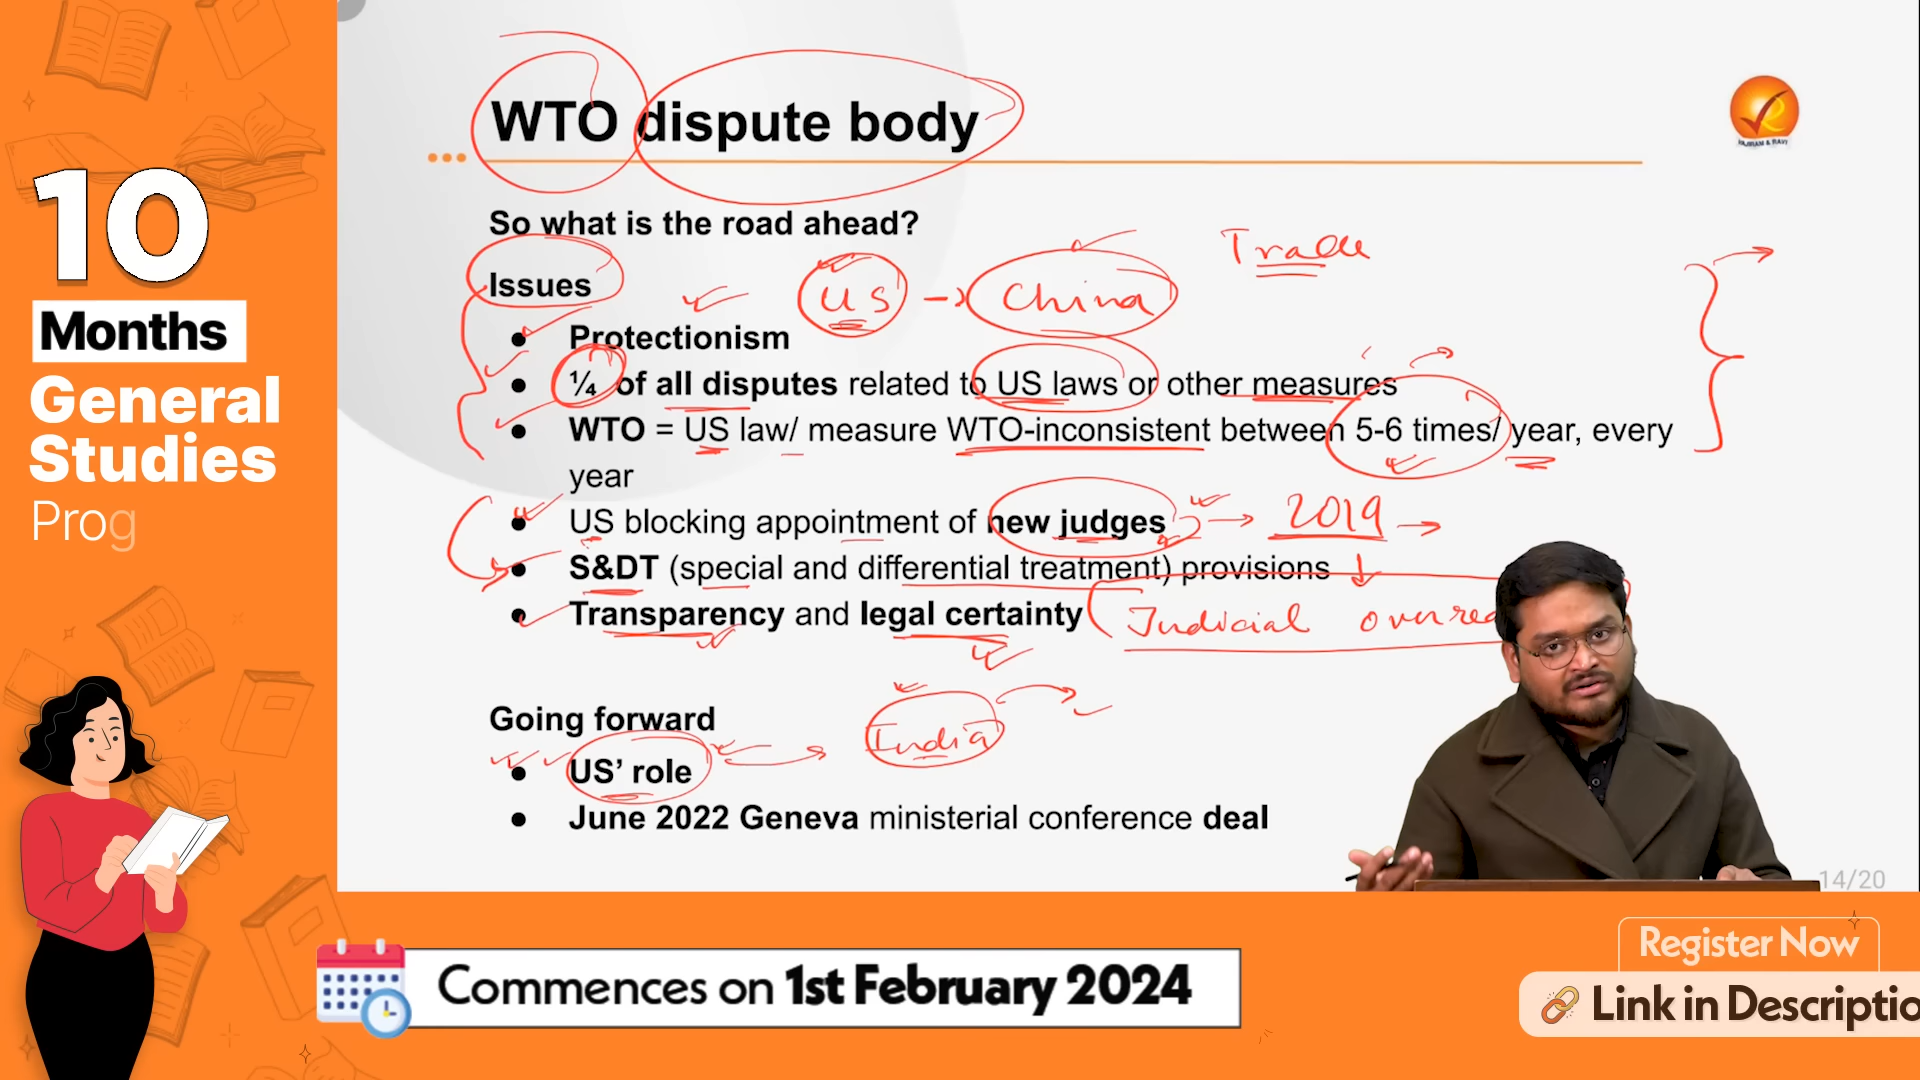 10
Months
General
Studies
Prog
WTO dispute body
VAJIRAM & RAVI
So what is the road ahead?
Trade
Issues
US → China
• Protectionism
• ¼ of all disputes related to US laws or other measures
• WTO = US law/ measure WTO-inconsistent between 5-6 times/ year, every
year
• US blocking appointment of new judges → 2019 →
• S&DT (special and differential treatment) provisions
• Transparency and legal certainty
Judicial overrea
Going forward
India
• US’ role
• June 2022 Geneva ministerial conference deal
14/20
Commences on 1st February 2024
Register Now
Link in Descriptio